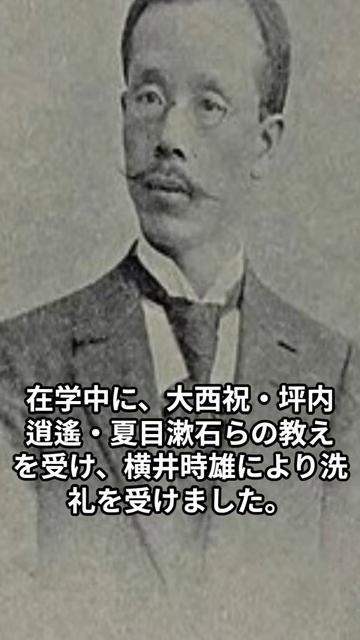 在学中に、大西祝・坪内
逍遙・夏目漱石らの教え
を受け、横井時雄により洗
礼を受けました。